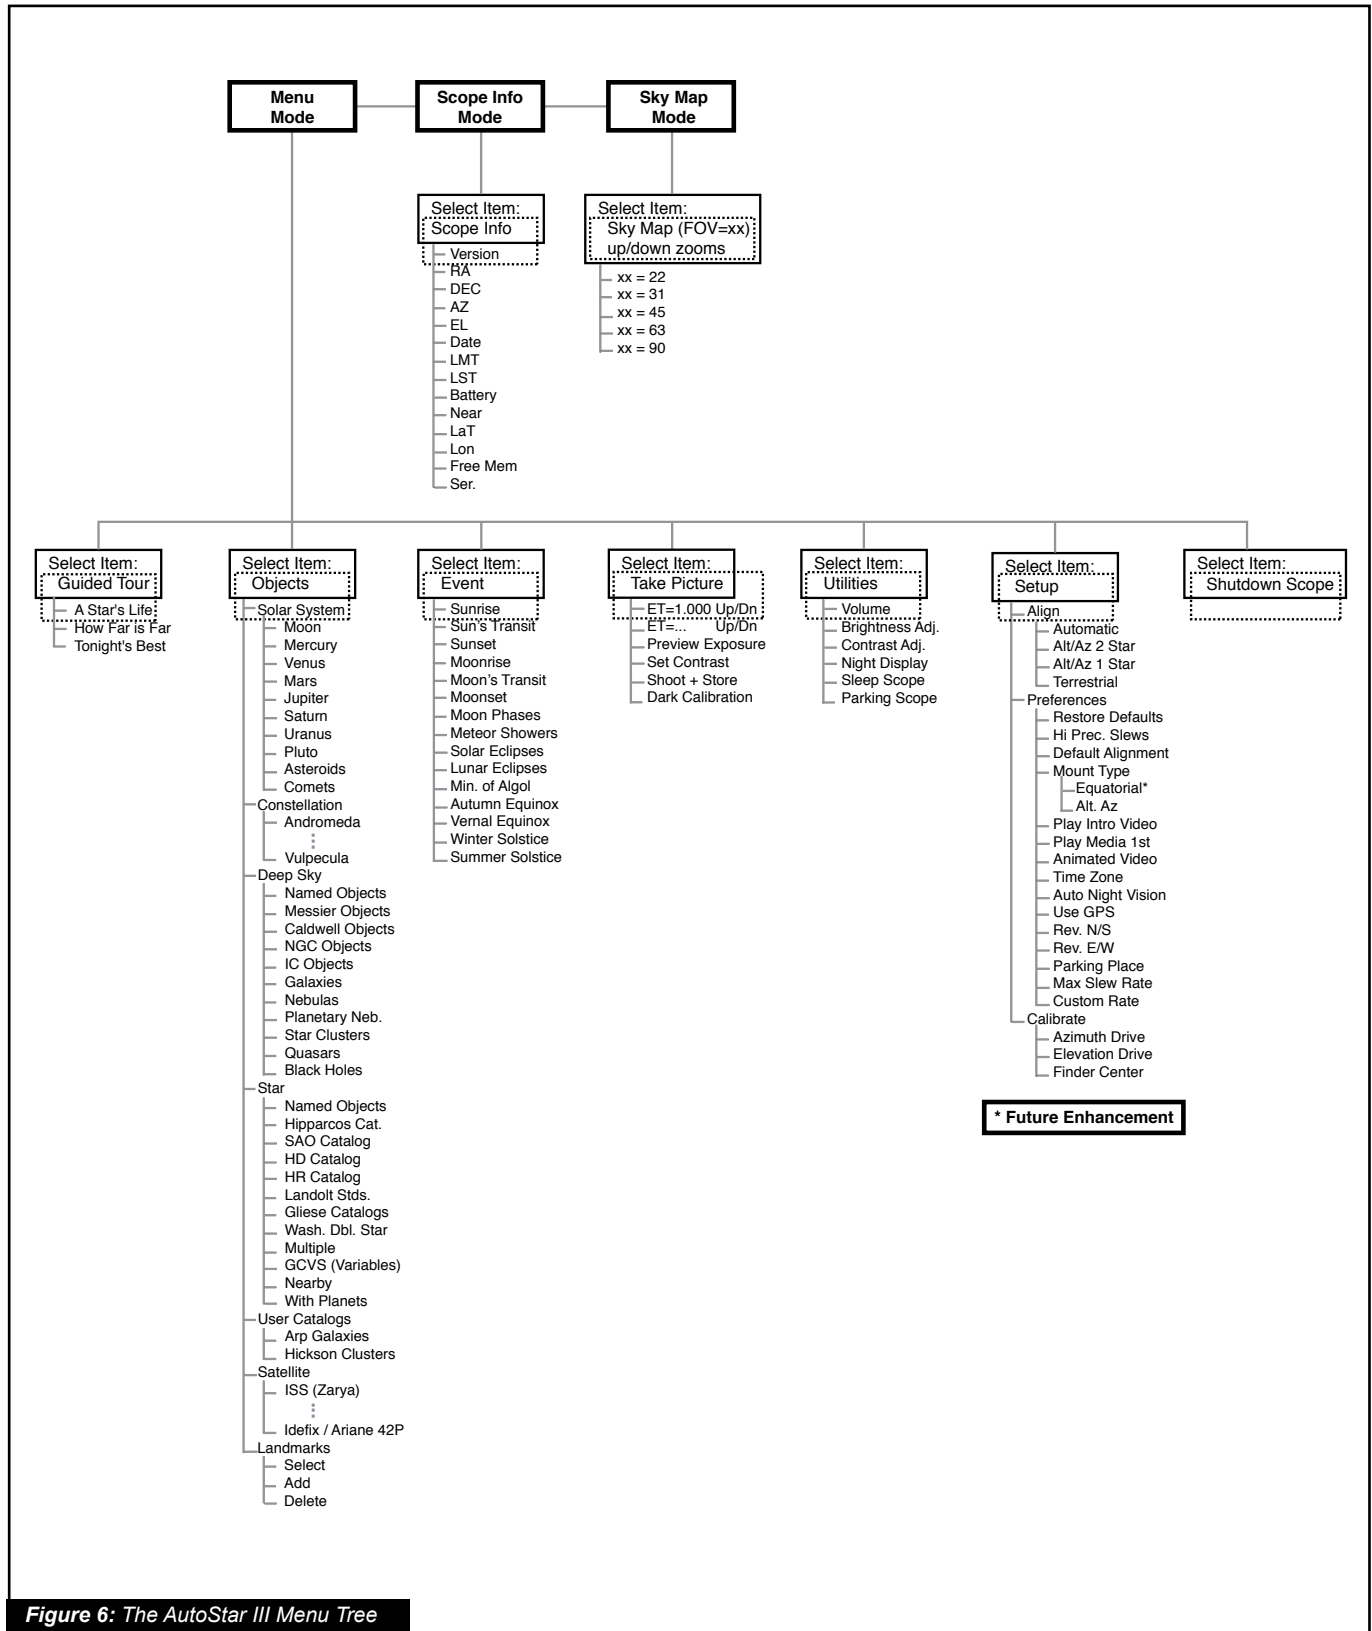 Menu
Mode
Scope Info
Mode
Sky Map
Mode
Select Item:
Scope Info
Version
RA
DEC
AZ
EL
Date
LMT
LST
Battery
Near
LaT
Lon
Free Mem
Ser.
Select Item:
Sky Map (FOV=xx)
up/down zooms
xx = 22
xx = 31
xx = 45
xx = 63
xx = 90
Select Item:
Guided Tour
A Star's Life
How Far is Far
Tonight's Best
Select Item:
Objects
Solar System
Moon
Mercury
Venus
Mars
Jupiter
Saturn
Uranus
Pluto
Asteroids
Comets
Constellation
Andromeda
Vulpecula
Deep Sky
Named Objects
Messier Objects
Caldwell Objects
NGC Objects
IC Objects
Galaxies
Nebulas
Planetary Neb.
Star Clusters
Quasars
Black Holes
Star
Named Objects
Hipparcos Cat.
SAO Catalog
HD Catalog
HR Catalog
Landolt Stds.
Gliese Catalogs
Wash. Dbl. Star
Multiple
GCVS (Variables)
Nearby
With Planets
User Catalogs
Arp Galaxies
Hickson Clusters
Satellite
ISS (Zarya)
Idefix / Ariane 42P
Landmarks
Select
Add
Delete
Select Item:
Event
Sunrise
Sun's Transit
Sunset
Moonrise
Moon's Transit
Moonset
Moon Phases
Meteor Showers
Solar Eclipses
Lunar Eclipses
Min. of Algol
Autumn Equinox
Vernal Equinox
Winter Solstice
Summer Solstice
Select Item:
Take Picture
ET=1.000 Up/Dn
ET=... Up/Dn
Preview Exposure
Set Contrast
Shoot + Store
Dark Calibration
Select Item:
Utilities
Volume
Brightness Adj.
Contrast Adj.
Night Display
Sleep Scope
Parking Scope
Select Item:
Setup
Align
Automatic
Alt/Az 2 Star
Alt/Az 1 Star
Terrestrial
Preferences
Restore Defaults
Hi Prec. Slews
Default Alignment
Mount Type
Equatorial*
Alt. Az
Play Intro Video
Play Media 1st
Animated Video
Time Zone
Auto Night Vision
Use GPS
Rev. N/S
Rev. E/W
Parking Place
Max Slew Rate
Custom Rate
Calibrate
Azimuth Drive
Elevation Drive
Finder Center
Select Item:
Shutdown Scope
* Future Enhancement
Figure 6: The AutoStar III Menu Tree